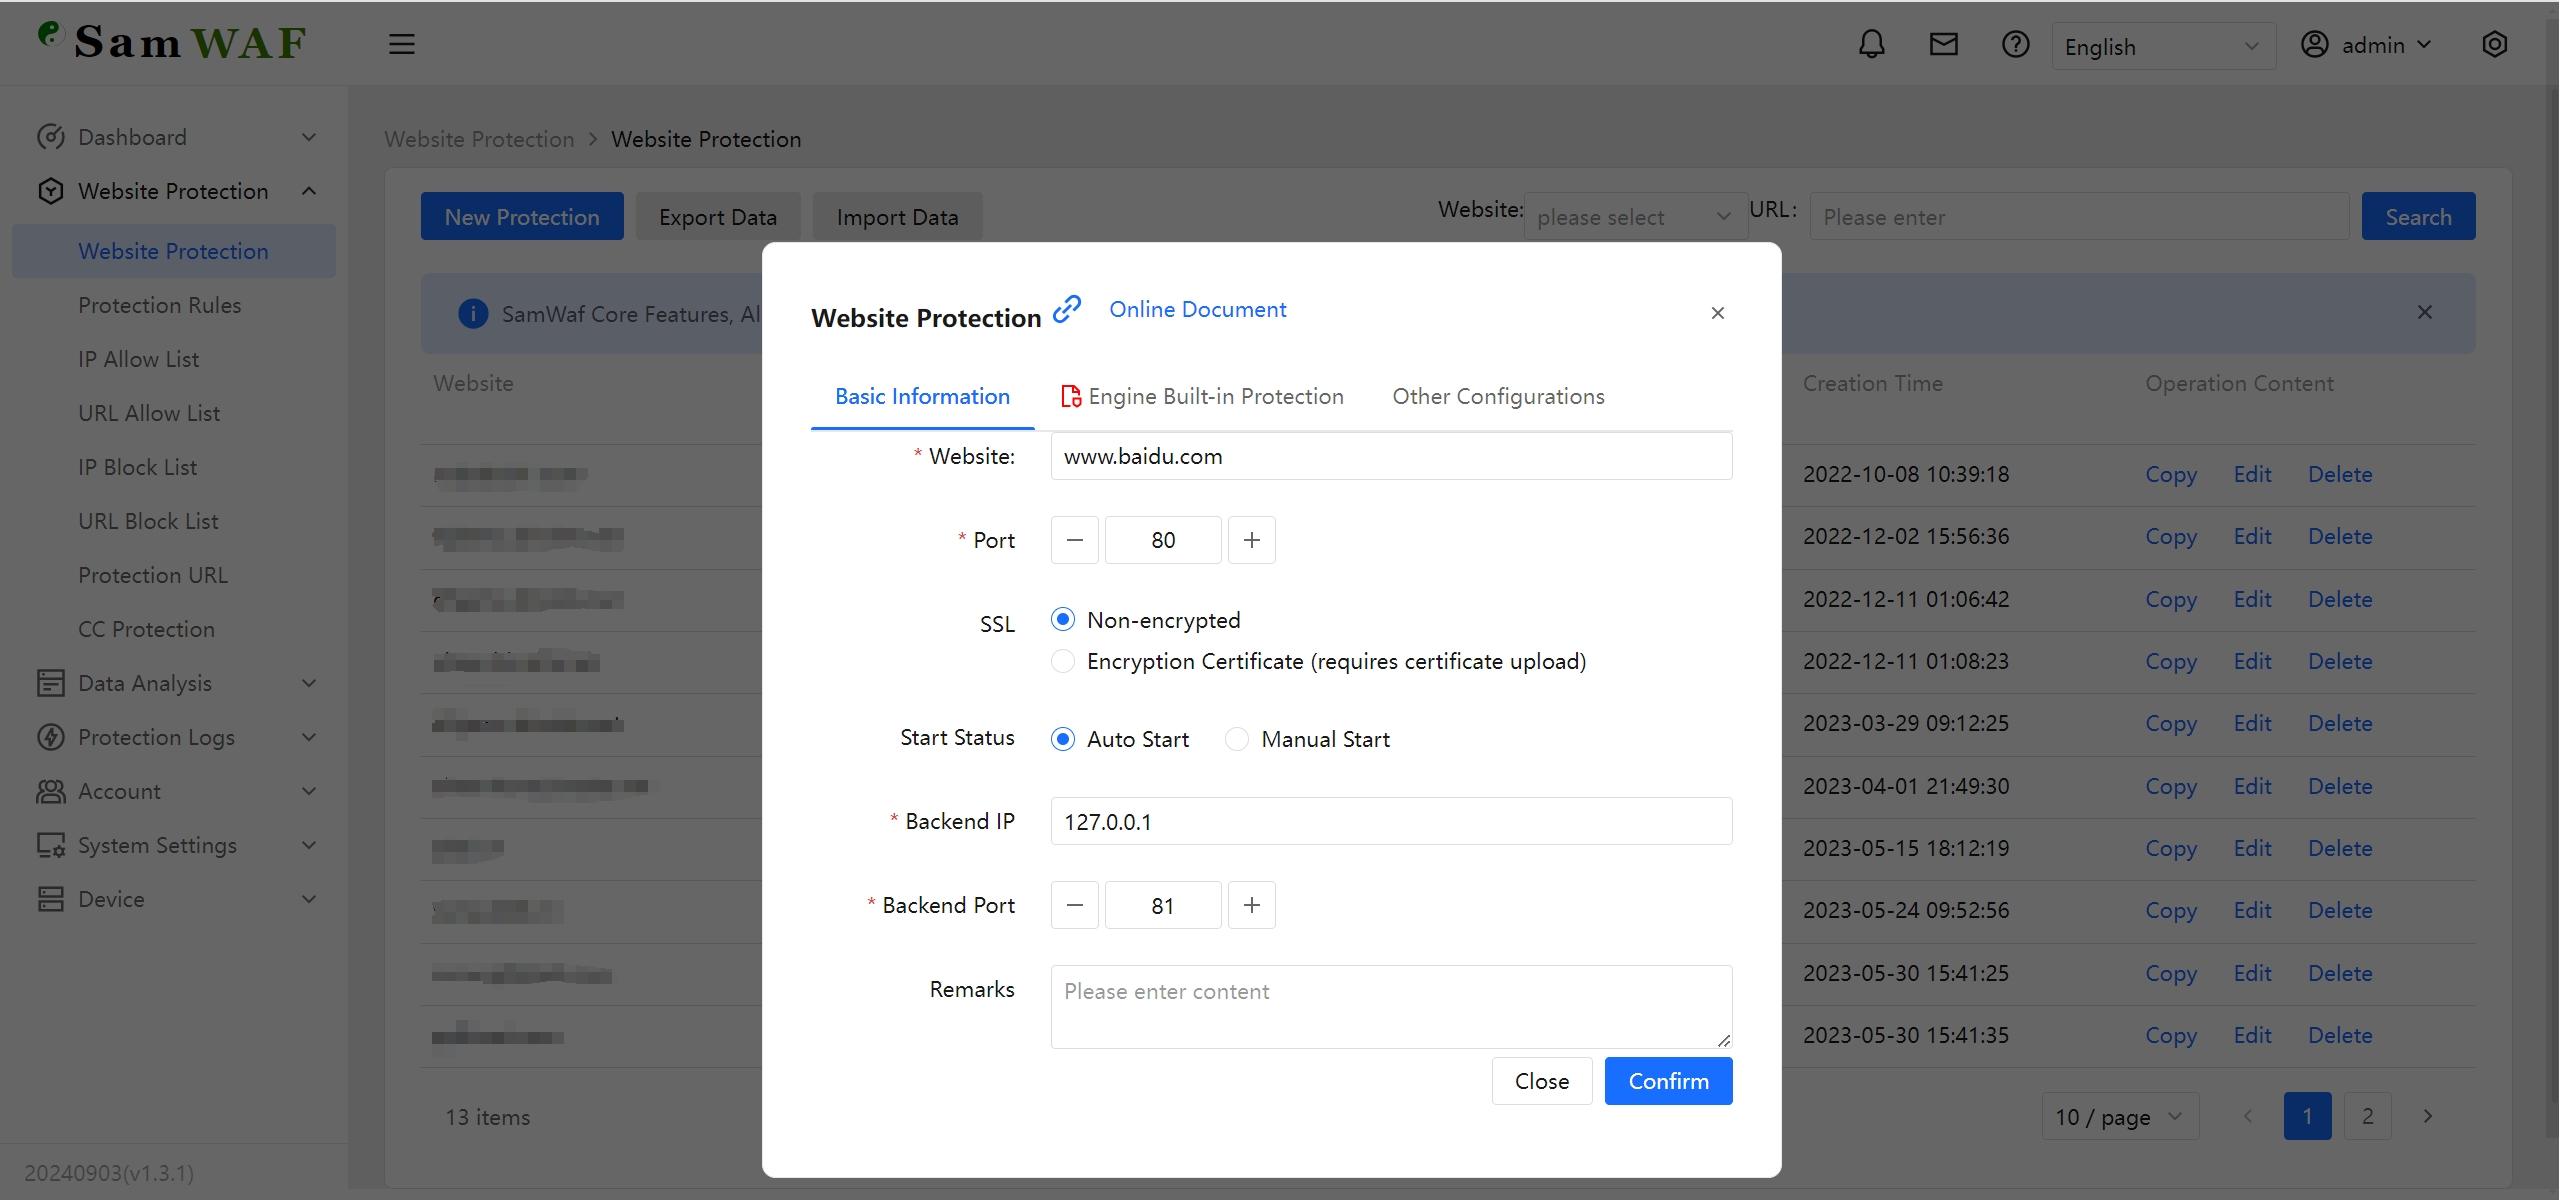 Sam WAF
English
admin
Dashboard
Website Protection
Website Protection
Protection Rules
IP Allow List
URL Allow List
IP Block List
URL Block List
Protection URL
CC Protection
Data Analysis
Protection Logs
Account
System Settings
Device
20240903(v1.3.1)
Website Protection > Website Protection
New Protection Export Data Import Data
Website: please select URL: Please enter Search
SamWaf Core Features,
Website Creation Time Operation Content
2022-10-08 10:39:18 Copy Edit Delete
2022-12-02 15:56:36 Copy Edit Delete
2022-12-11 01:06:42 Copy Edit Delete
2022-12-11 01:08:23 Copy Edit Delete
2023-03-29 09:12:25 Copy Edit Delete
2023-04-01 21:49:30 Copy Edit Delete
2023-05-15 18:12:19 Copy Edit Delete
2023-05-24 09:52:56 Copy Edit Delete
2023-05-30 15:41:25 Copy Edit Delete
2023-05-30 15:41:35 Copy Edit Delete
13 items
10 / page 1 2
Website Protection Online Document
Basic Information Engine Built-in Protection Other Configurations
* Website: www.baidu.com
* Port 80
SSL Non-encrypted
Encryption Certificate (requires certificate upload)
Start Status Auto Start Manual Start
* Backend IP 127.0.0.1
* Backend Port 81
Remarks Please enter content
Close Confirm